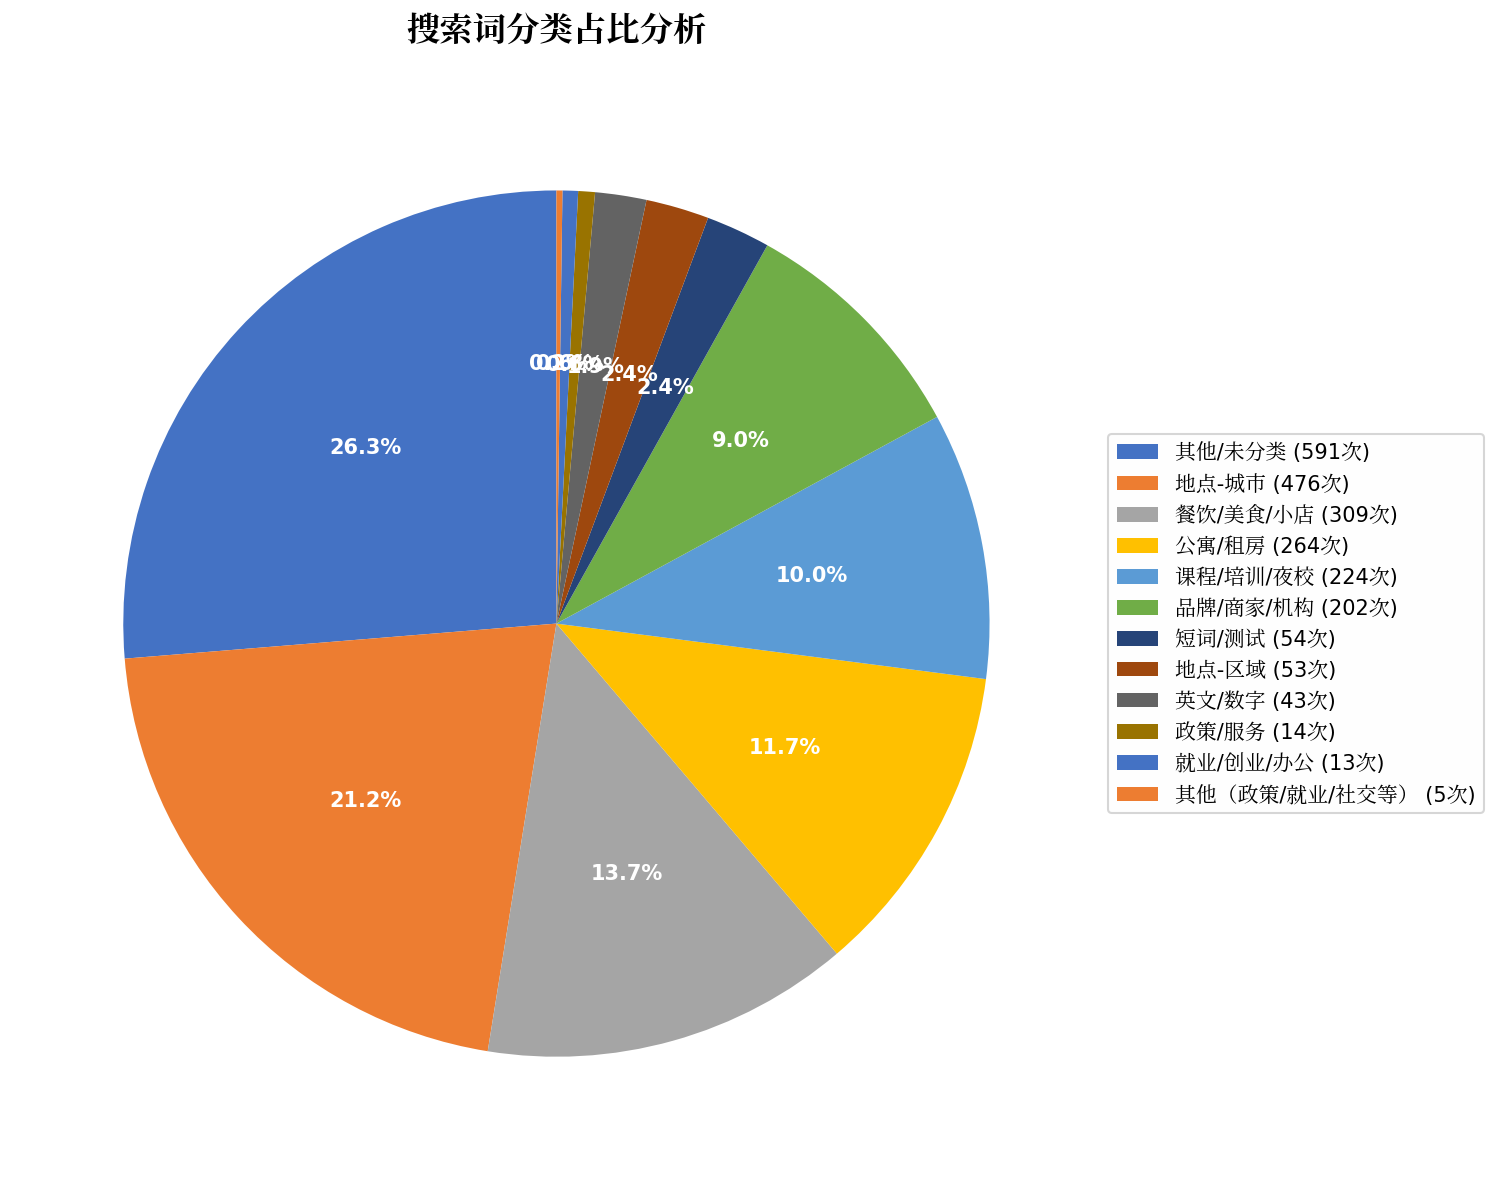 搜索词分类占比分析
26.3%
21.2%
13.7%
11.7%
10.0%
9.0%
2.4%
2.4%
其他/未分类 (591次)
地点-城市 (476次)
餐饮/美食/小店 (309次)
公寓/租房 (264次)
课程/培训/夜校 (224次)
品牌/商家/机构 (202次)
短词/测试 (54次)
地点-区域 (53次)
英文/数字 (43次)
政策/服务 (14次)
就业/创业/办公 (13次)
其他（政策/就业/社交等） (5次)